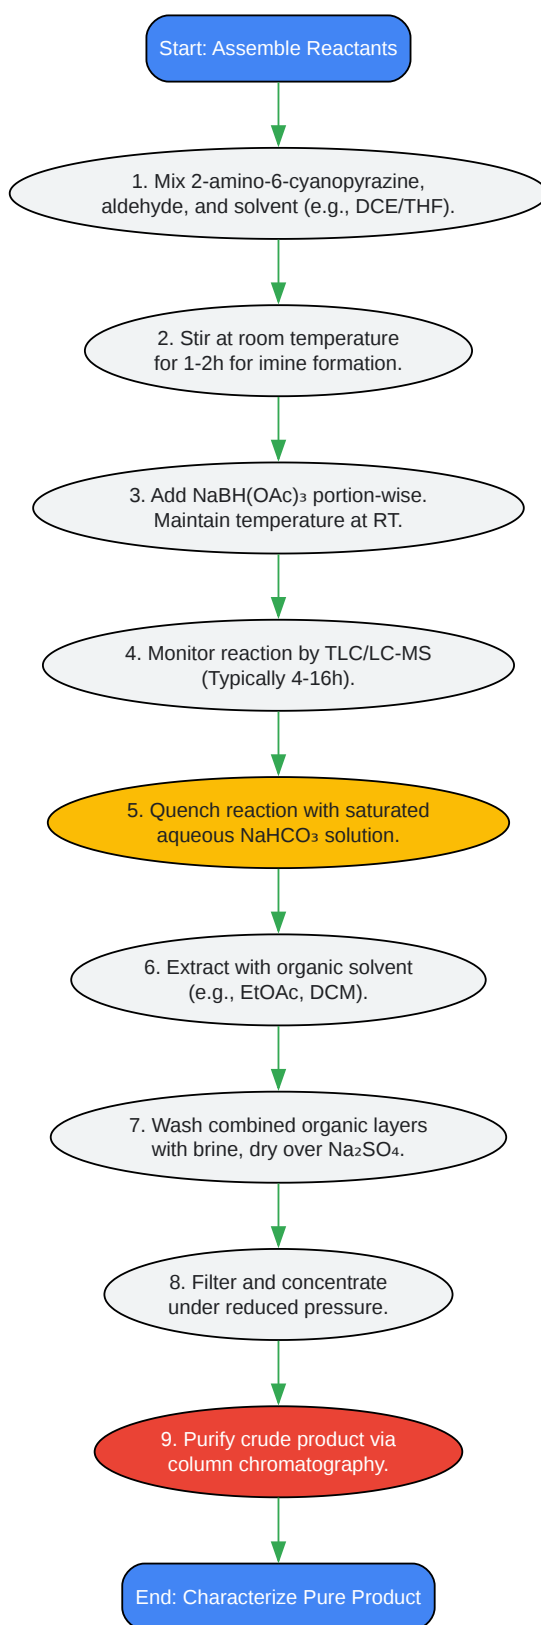 Start: Assemble Reactants
1. Mix 2-amino-6-cyanopyrazine,
aldehyde, and solvent (e.g., DCE/THF).
2. Stir at room temperature
for 1-2h for imine formation.
3. Add NaBH(OAc)₃ portion-wise.
Maintain temperature at RT.
4. Monitor reaction by TLC/LC-MS
(Typically 4-16h).
5. Quench reaction with saturated
aqueous NaHCO₃ solution.
6. Extract with organic solvent
(e.g., EtOAc, DCM).
7. Wash combined organic layers
with brine, dry over Na₂SO₄.
8. Filter and concentrate
under reduced pressure.
9. Purify crude product via
column chromatography.
End: Characterize Pure Product